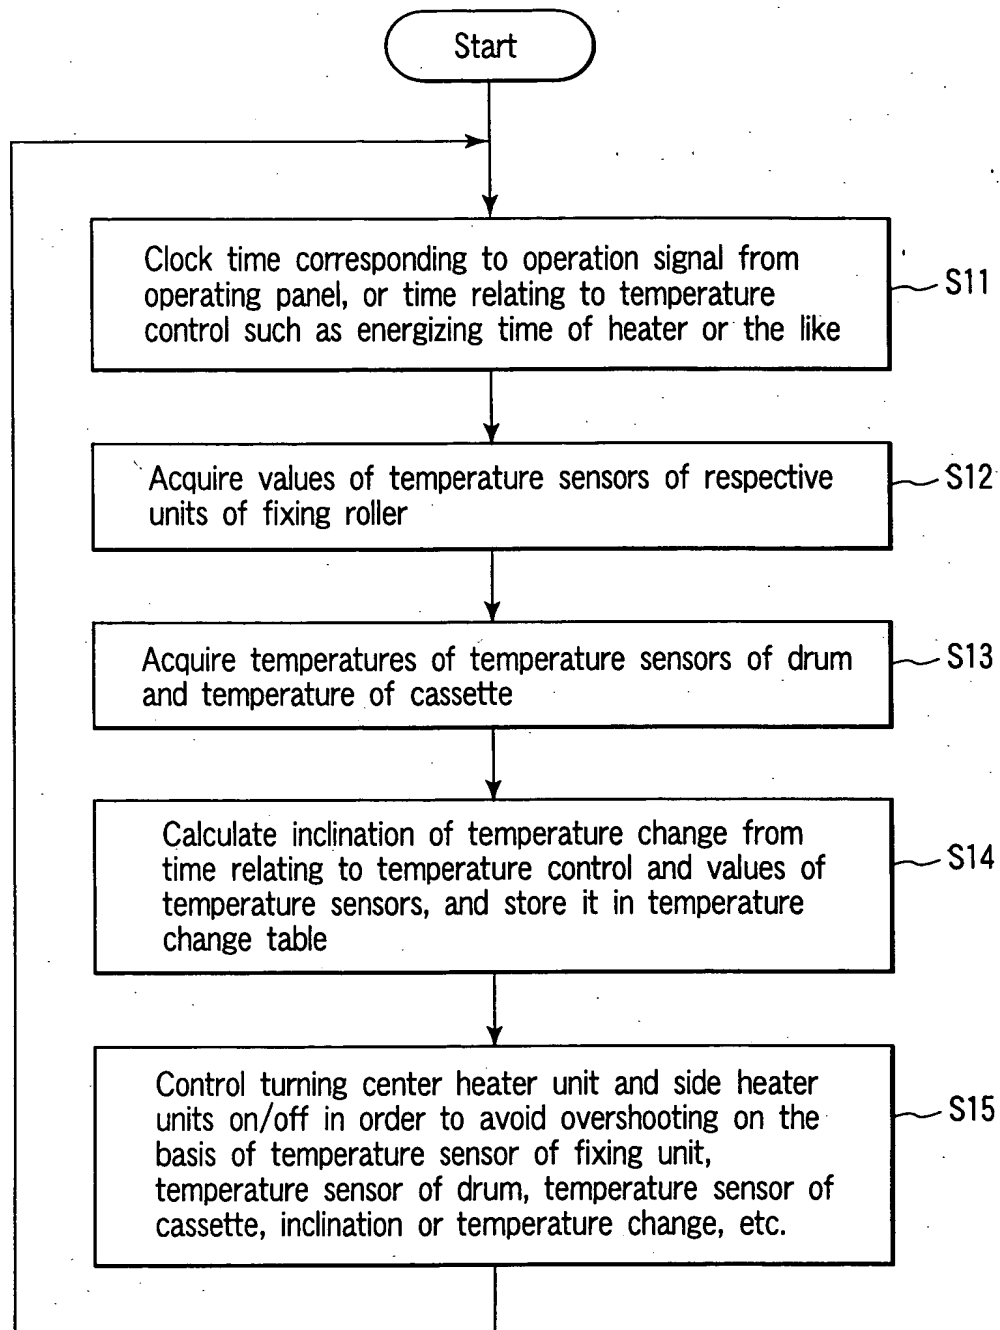 Start
Clock time corresponding to operation signal from
operating panel, or time relating to temperature
control such as energizing time of heater or the like
S11
Acquire values of temperature sensors of respective
units of fixing roller
S12
Acquire temperatures of temperature sensors of drum
and temperature of cassette
S13
Calculate inclination of temperature change from
time relating to temperature control and values of
temperature sensors, and store it in temperature
change table
S14
Control turning center heater unit and side heater
units on/off in order to avoid overshooting on the
basis of temperature sensor of fixing unit,
temperature sensor of drum, temperature sensor of
cassette, inclination or temperature change, etc.
S15